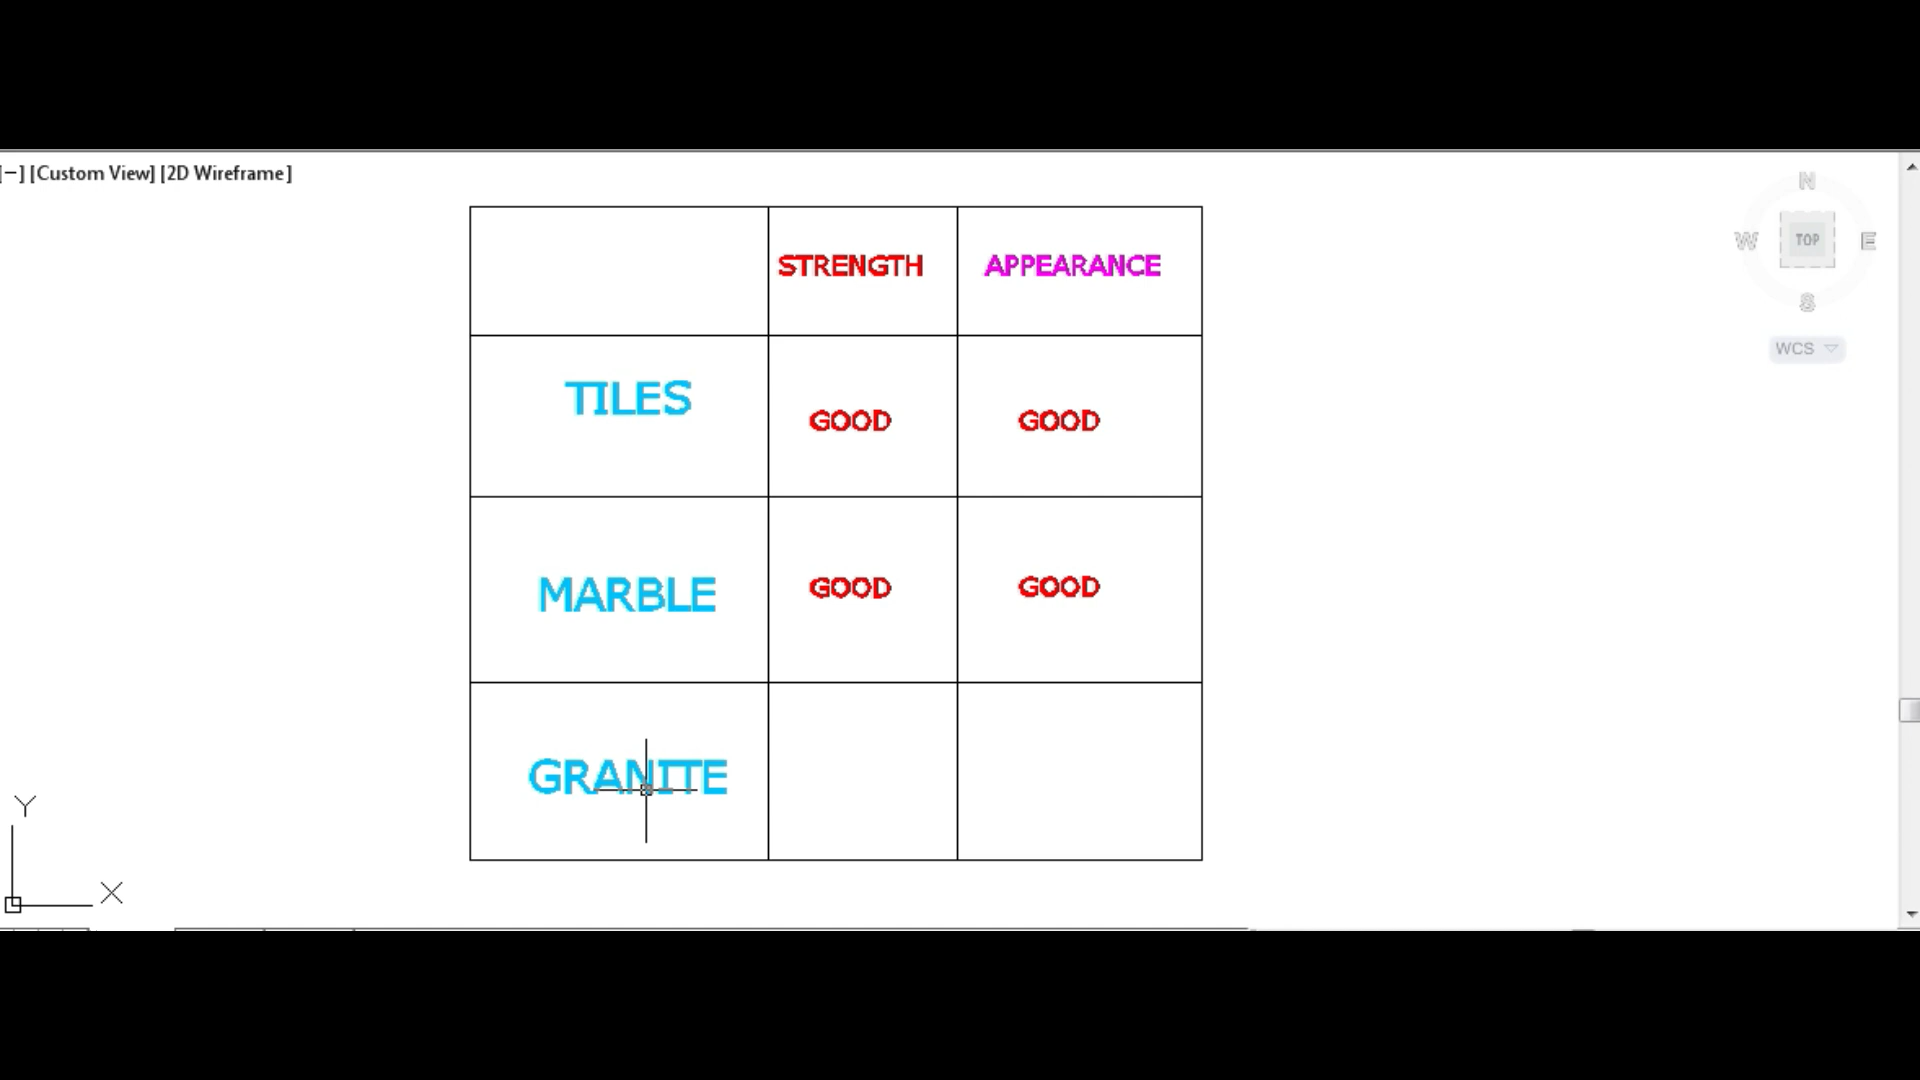 [−] [Custom View] [2D Wireframe]
N
W TOP E
S
WCS
STRENGTH APPEARANCE
TILES GOOD GOOD
MARBLE GOOD GOOD
GRANITE
Y
X